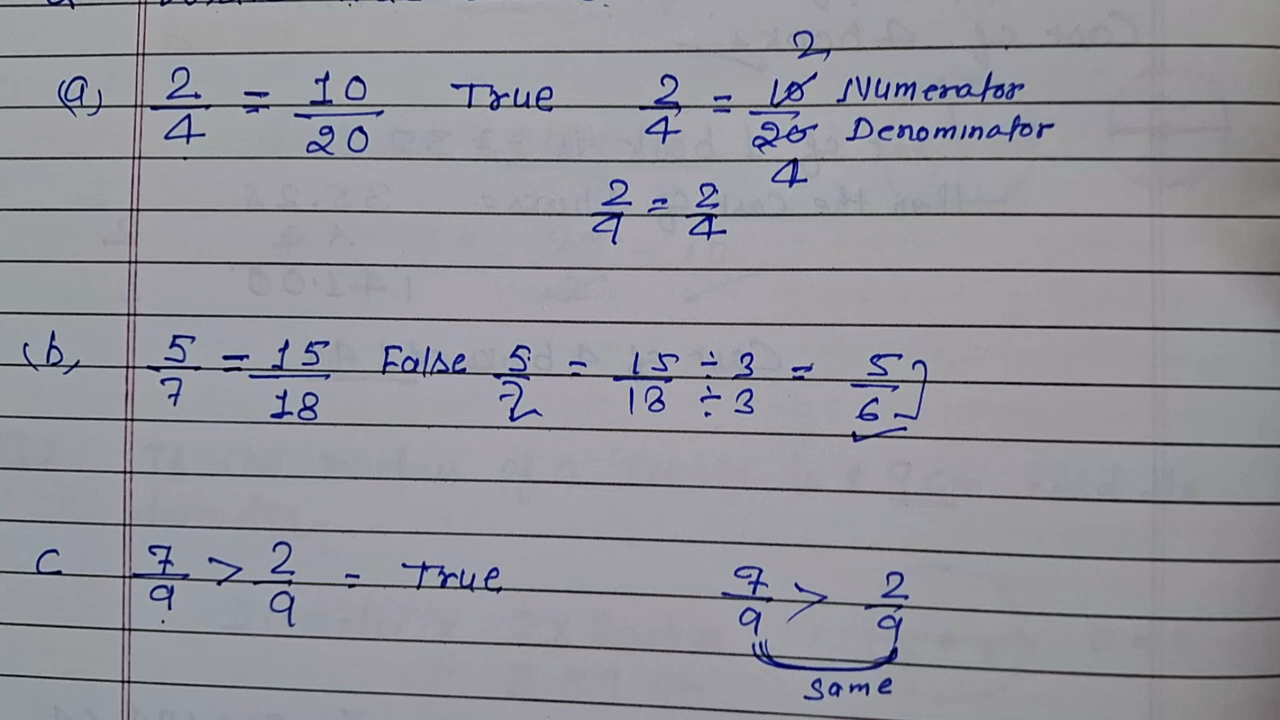 (a) 2/4 = 10/20 True 2/4 = 10/20 Numerator Denominator
2
4
2/4 = 2/4
(b) 5/7 = 15/18 False 5/7 = 15/18 ÷3/÷3 = 5/6
C 7/9 > 2/9 = True 7/9 > 2/9
Same